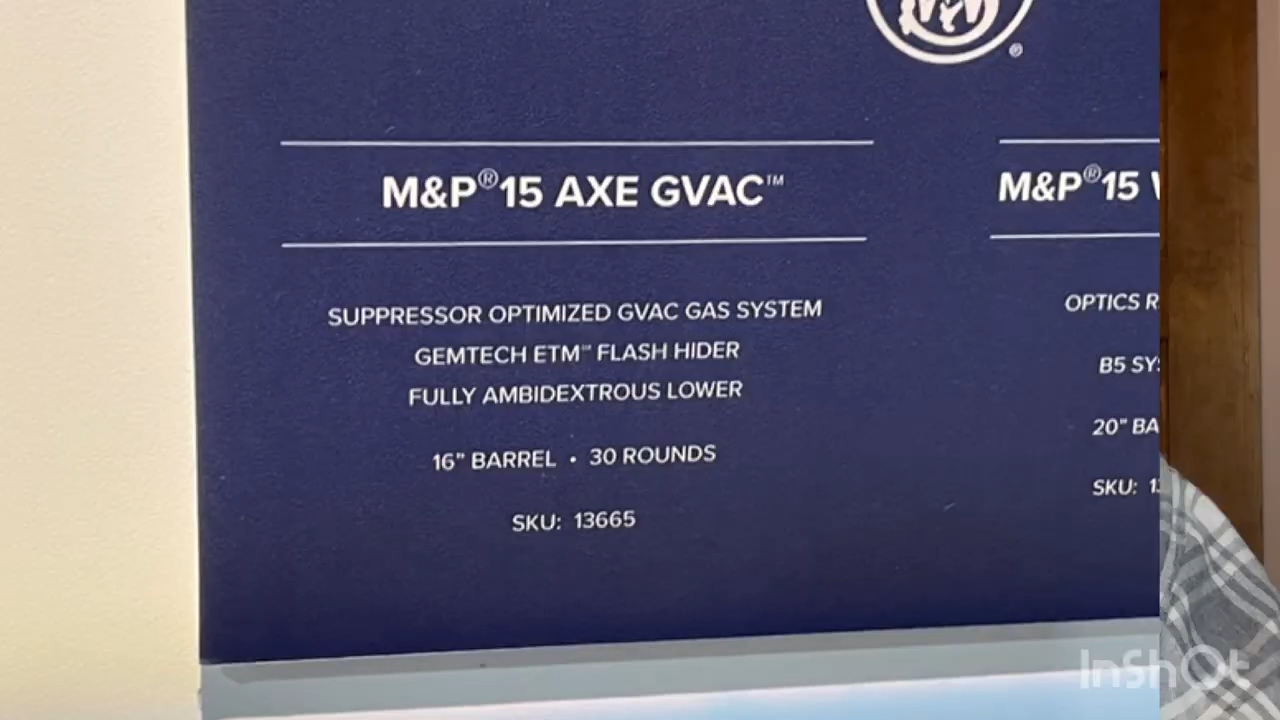 M&P®15 AXE GVAC™
SUPPRESSOR OPTIMIZED GVAC GAS SYSTEM
GEMTECH ETM™ FLASH HIDER
FULLY AMBIDEXTROUS LOWER
16” BARREL • 30 ROUNDS
SKU: 13665
®
M&P®15
OPTICS
B5
20”
SKU:
InShOt